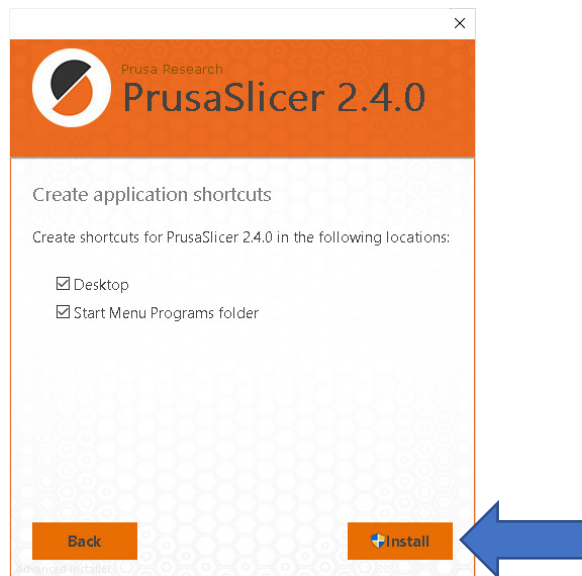 Prusa Research
PrusaSlicer 2.4.0
Create application shortcuts
Create shortcuts for PrusaSlicer 2.4.0 in the following locations:
Desktop
Start Menu Programs folder
Back
Install
Advanced Installer